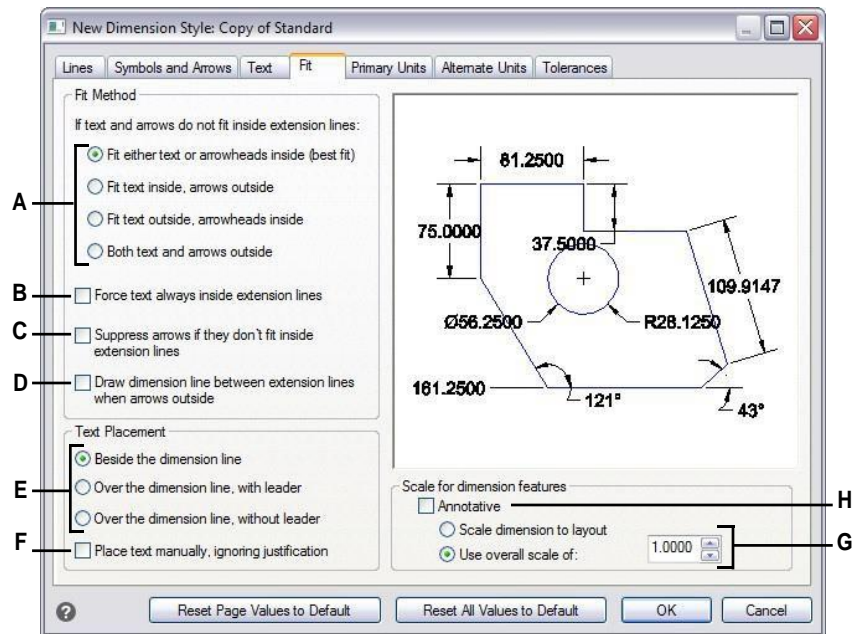 New Dimension Style: Copy of Standard
Lines
Symbols and Arrows
Text
Fit
Primary Units
Alternate Units
Tolerances
Fit Method
If text and arrows do not fit inside extension lines:
A
Fit either text or arrowheads inside (best fit)
Fit text inside, arrows outside
Fit text outside, arrowheads inside
Both text and arrows outside
B
Force text always inside extension lines
C
Suppress arrows if they don't fit inside
extension lines
D
Draw dimension line between extension lines
when arrows outside
Text Placement
E
Beside the dimension line
Over the dimension line, with leader
Over the dimension line, without leader
F
Place text manually, ignoring justification
81.2500
75.0000
37.5000
109.9147
Ø56.2500
R28.1250
161.2500
121°
43°
Scale for dimension features
Annotative
H
Scale dimension to layout
Use overall scale of:
1.0000
G
?
Reset Page Values to Default
Reset All Values to Default
OK
Cancel